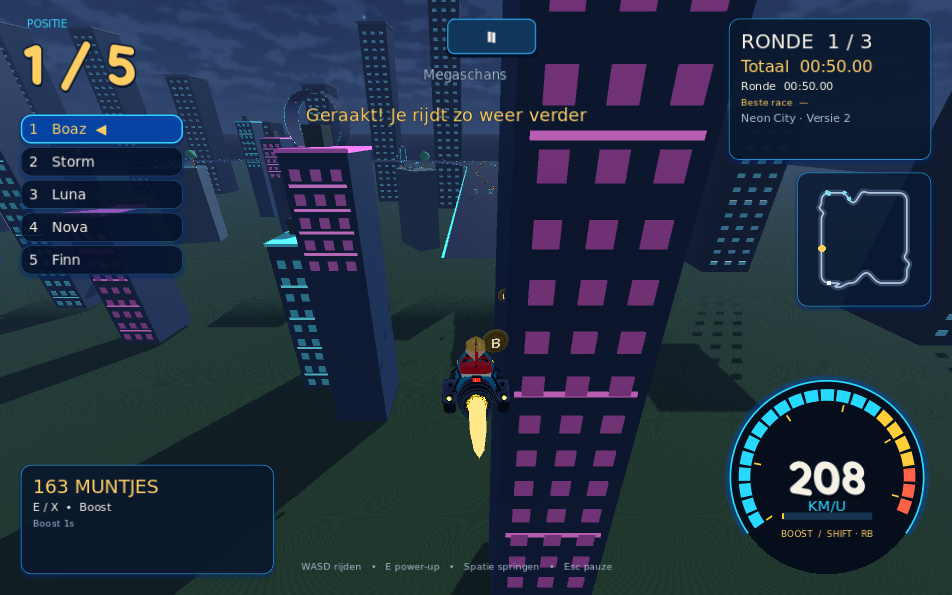 POSITIE
1/5
1 Boaz ◀
2 Storm
3 Luna
4 Nova
5 Finn
Megaschans
Geraakt! Je rijdt zo weer verder
RONDE 1 / 3
Totaal 00:50.00
Ronde 00:50.00
Beste race —
Neon City · Versie 2
B
163 MUNTJES
E / X • Boost
Boost 1s
208
KM/U
BOOST / SHIFT · RB
WASD rijden • E power-up • Spatie springen • Esc pauze